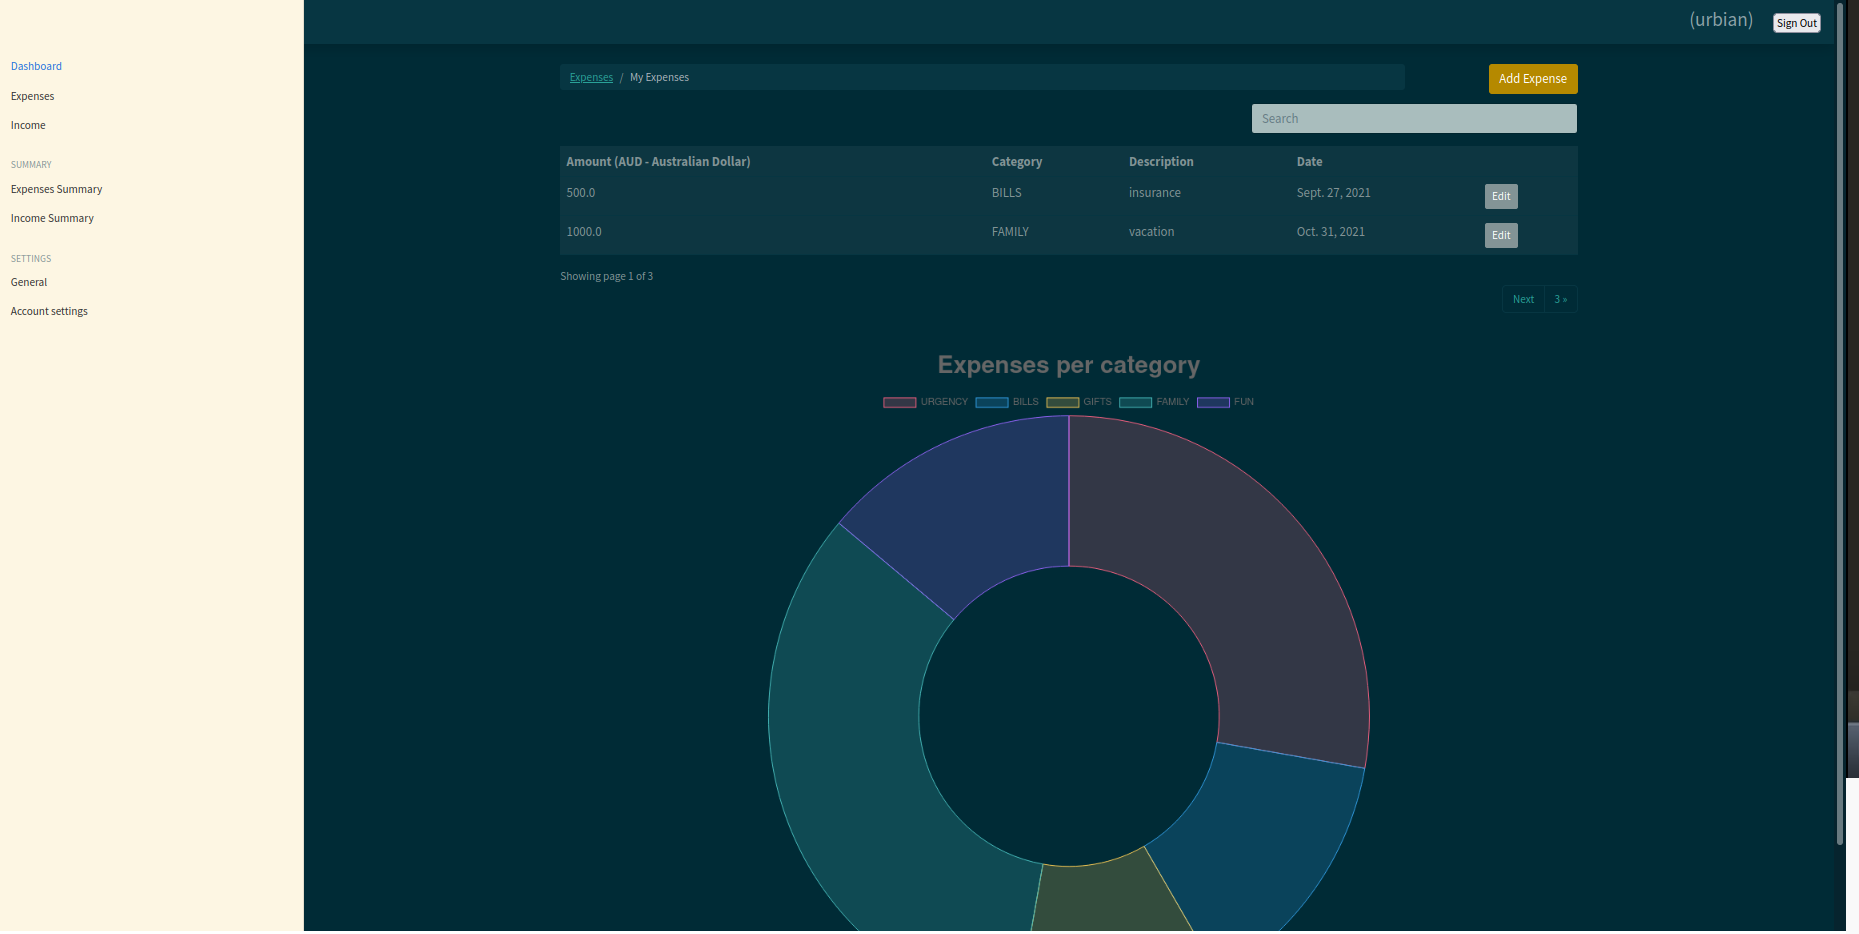 (urbian) Sign Out
Dashboard
Expenses
Income
SUMMARY
Expenses Summary
Income Summary
SETTINGS
General
Account settings
Expenses / My Expenses
Add Expense
Search
Amount (AUD - Australian Dollar) Category Description Date
500.0 BILLS insurance Sept. 27, 2021 Edit
1000.0 FAMILY vacation Oct. 31, 2021 Edit
Showing page 1 of 3
Next 3 »
Expenses per category
URGENCY BILLS GIFTS FAMILY FUN